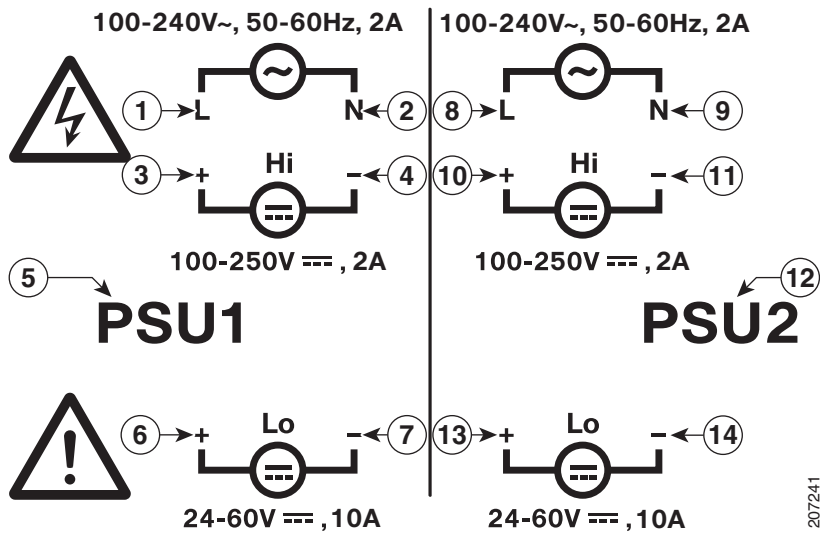 100-240V~, 50-60Hz, 2A
100-240V~, 50-60Hz, 2A
1 L N 2
8 L N 9
3 + Hi - 4
10 + Hi - 11
100-250V ⎓ , 2A
100-250V ⎓ , 2A
5
12
PSU1
PSU2
6 + Lo - 7
13 + Lo - 14
24-60V ⎓ , 10A
24-60V ⎓ , 10A
207241